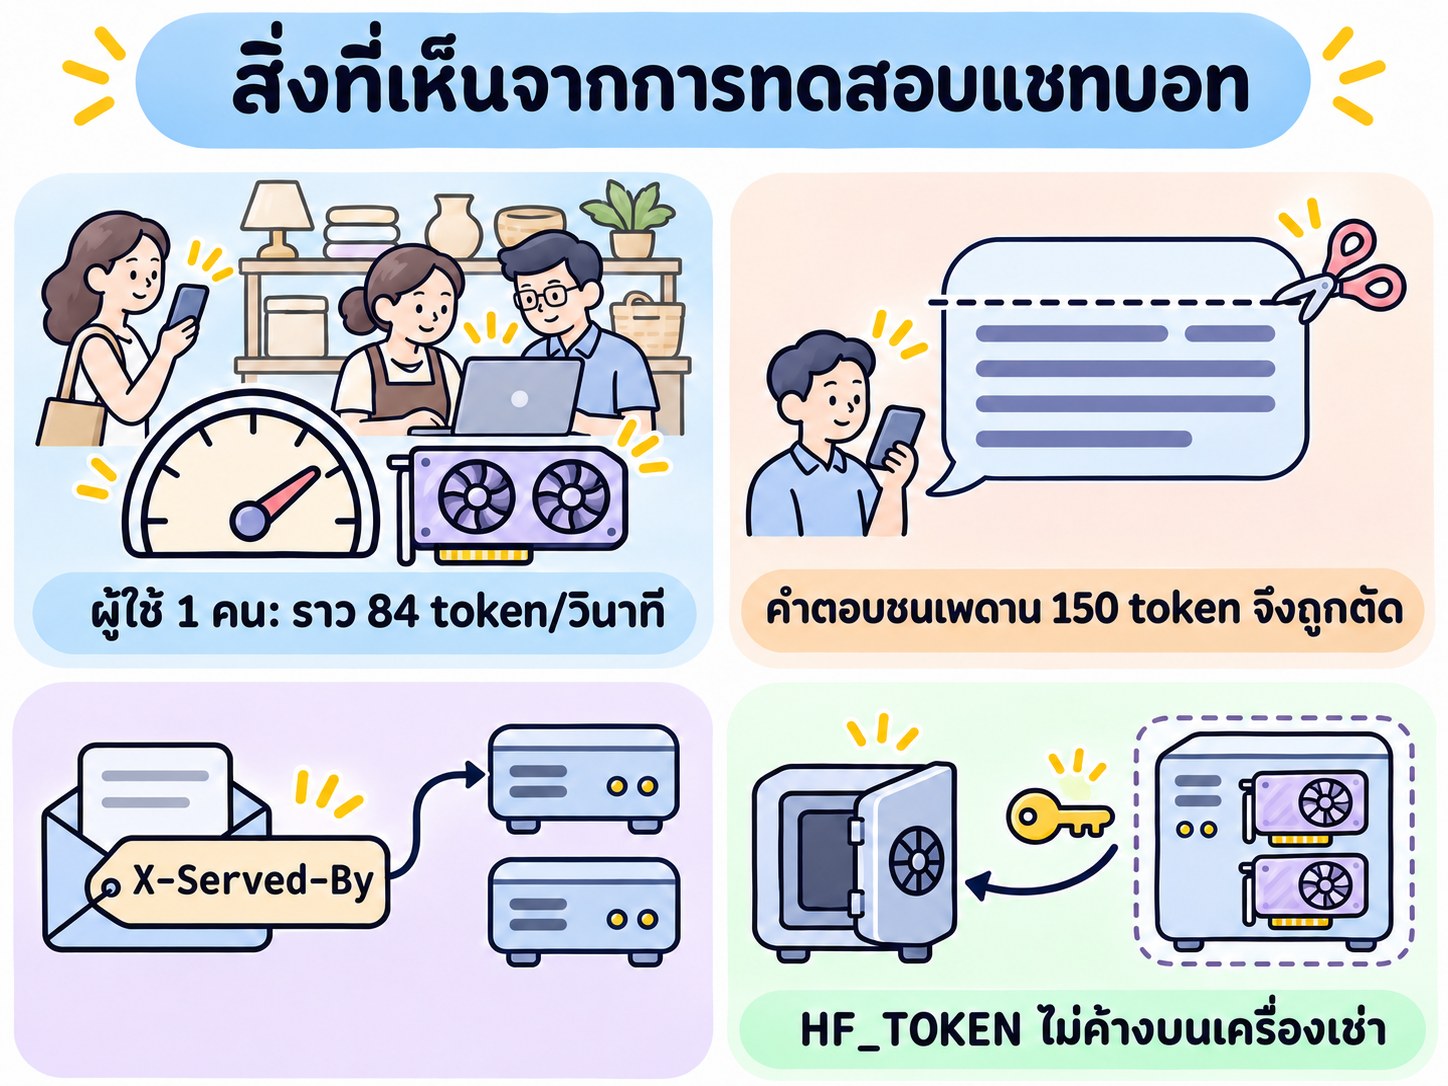 สิ่งที่เห็นจากการทดสอบแชทบอท
ผู้ใช้ 1 คน: ราว 84 token/วินาที
คำตอบชนเพดาน 150 token จึงถูกตัด
X-Served-By
HF_TOKEN ไม่ค้างบนเครื่องเช่า